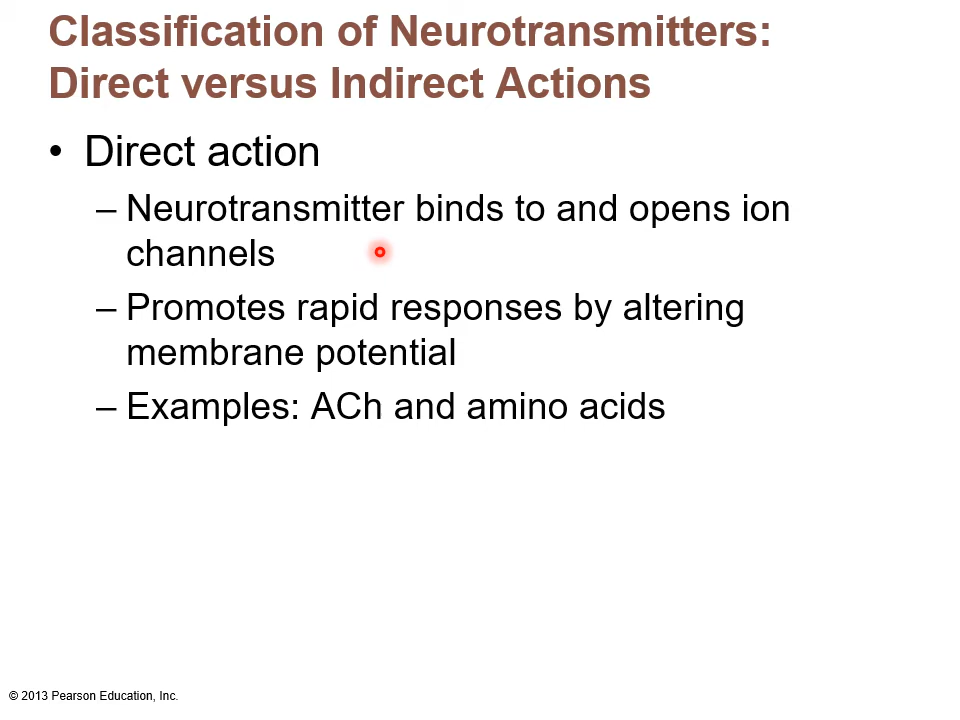 Classification of Neurotransmitters:
Direct versus Indirect Actions
• Direct action
– Neurotransmitter binds to and opens ion
channels
– Promotes rapid responses by altering
membrane potential
– Examples: ACh and amino acids
© 2013 Pearson Education, Inc.